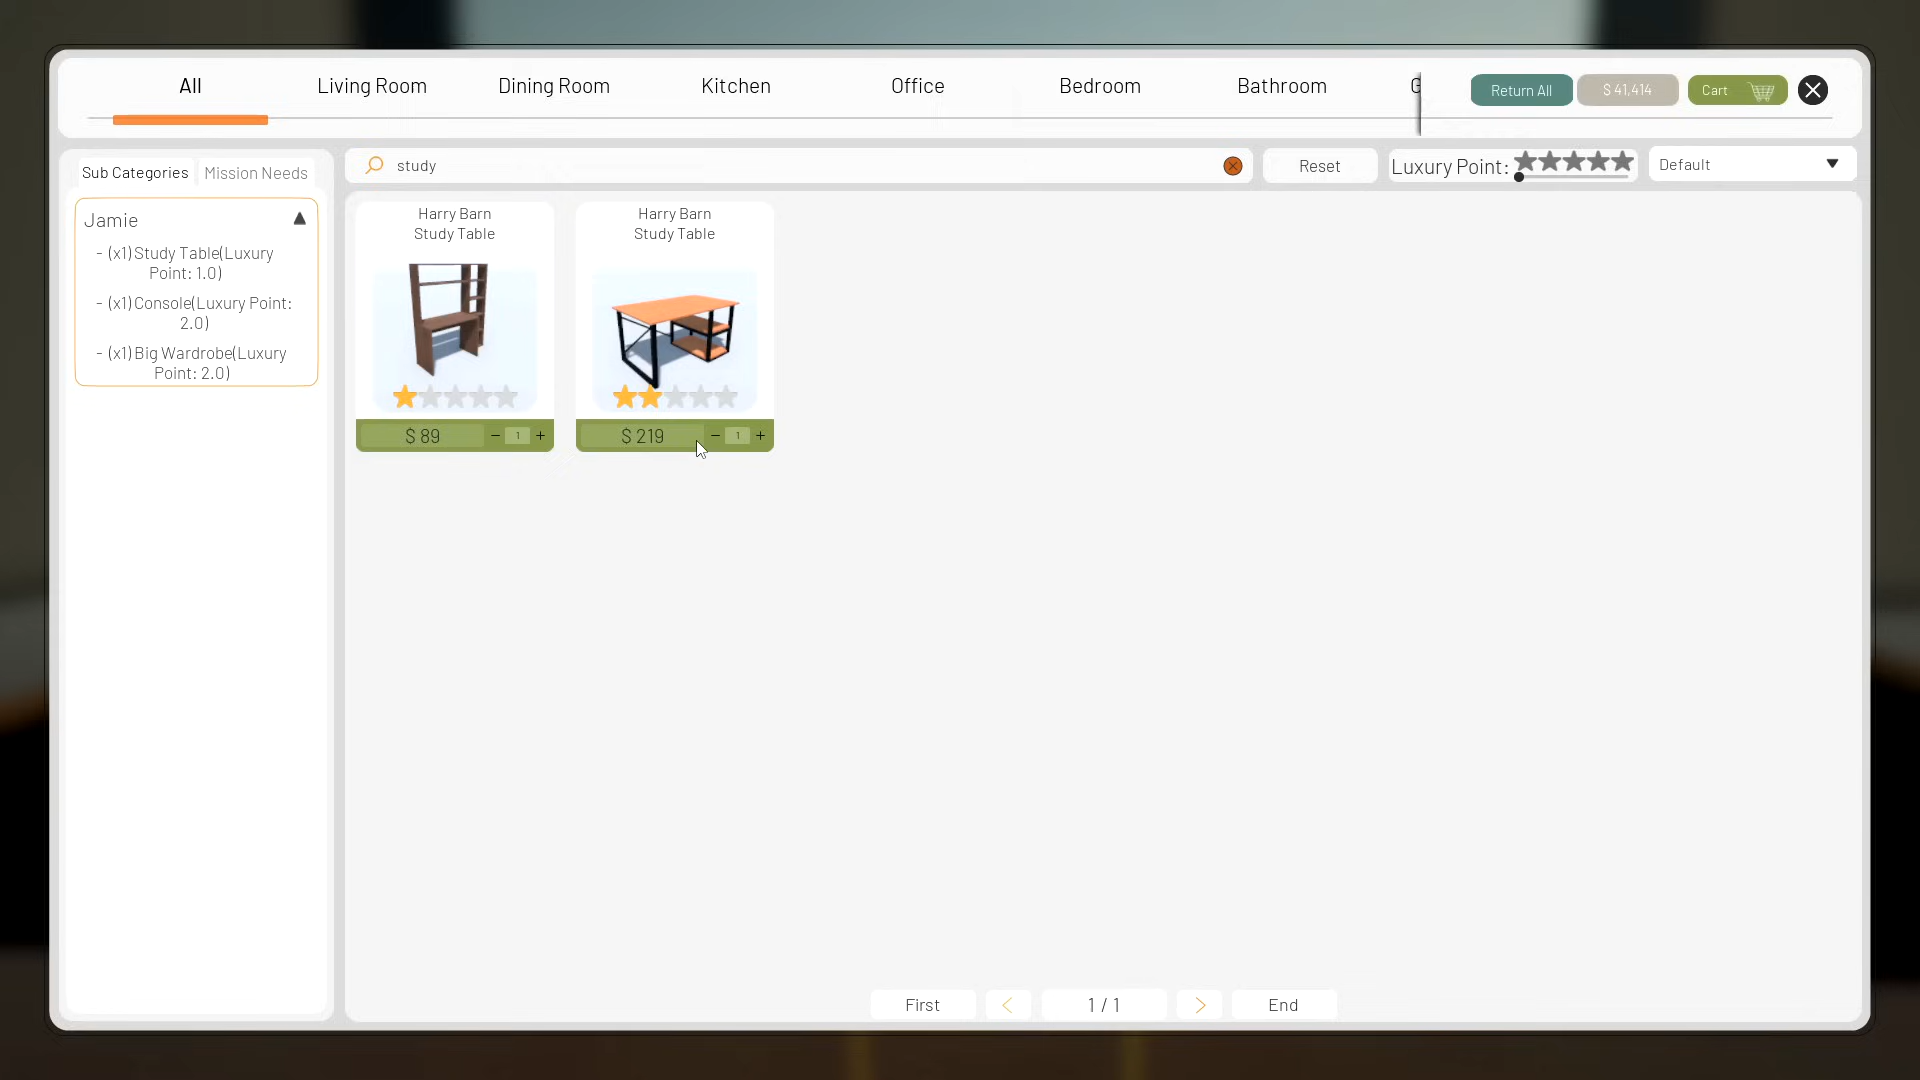 All
Living Room
Dining Room
Kitchen
Office
Bedroom
Bathroom
Return All
$ 41,414
Cart
Sub Categories
Mission Needs
study
Reset
Luxury Point:
Default
Jamie
- (x1) Study Table(Luxury
Point: 1.0)
- (x1) Console(Luxury Point:
2.0)
- (x1) Big Wardrobe(Luxury
Point: 2.0)
Harry Barn
Study Table
$ 89
- 1 +
Harry Barn
Study Table
$ 219
- 1 +
First
<
1 / 1
>
End